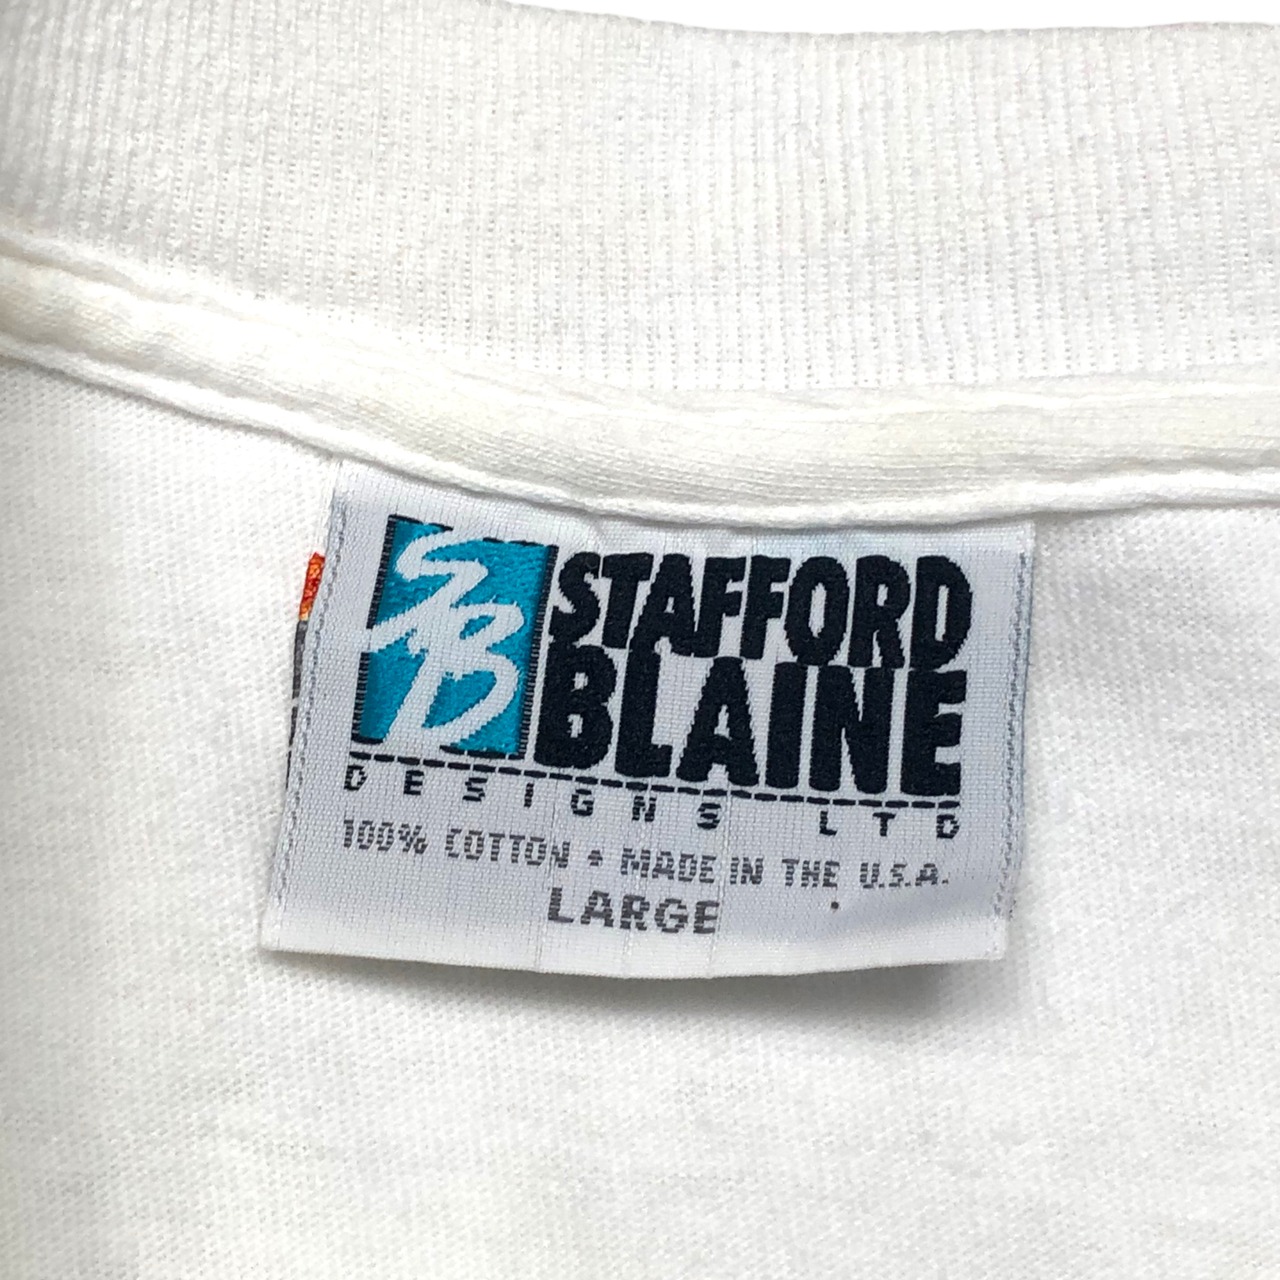 SB
STAFFORD
BLAINE
DESIGNS LTD
100% COTTON • MADE IN THE U.S.A.
LARGE